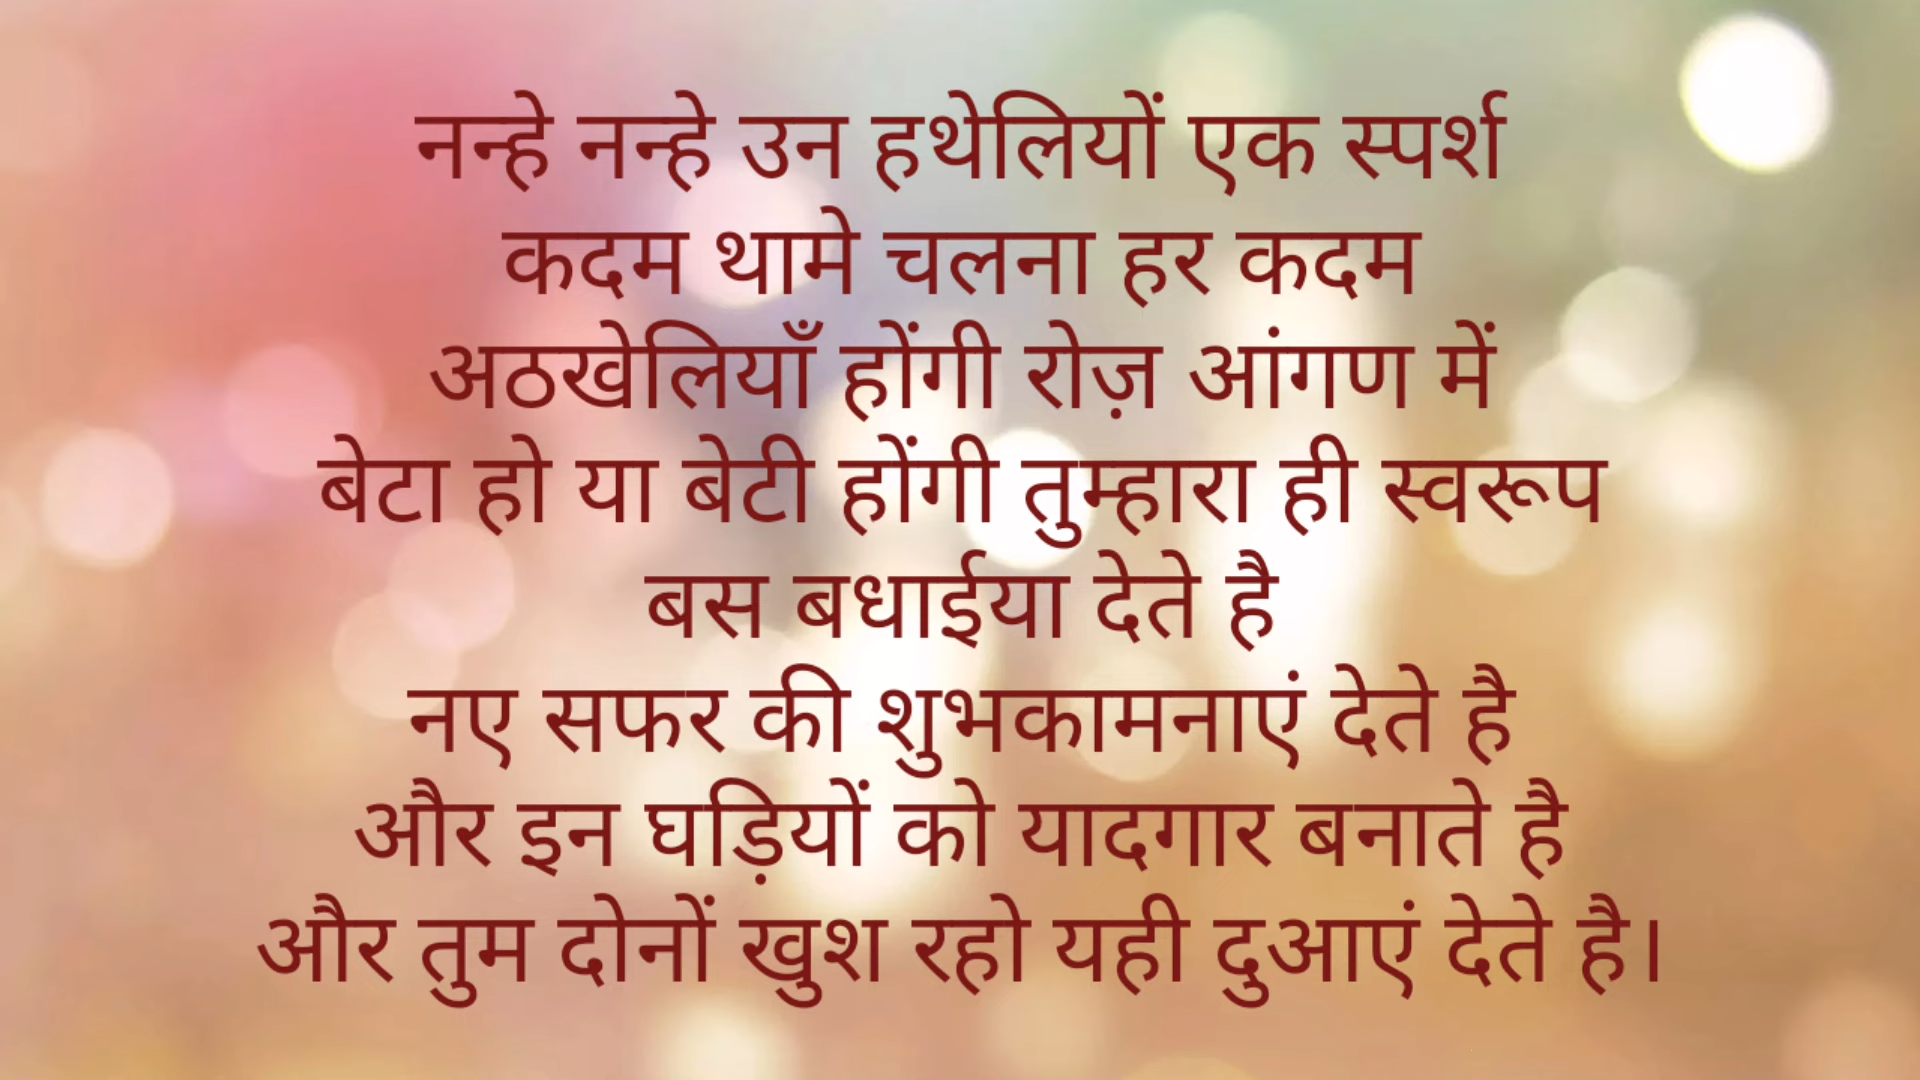 नन्हे नन्हे उन हथेलियों एक स्पर्श
कदम थामे चलना हर कदम
अठखेलियाँ होंगी रोज़ आंगण में
बेटा हो या बेटी होंगी तुम्हारा ही स्वरूप
बस बधाईया देते है
नए सफर की शुभकामनाएं देते है
और इन घड़ियों को यादगार बनाते है
और तुम दोनों खुश रहो यही दुआएं देते है।